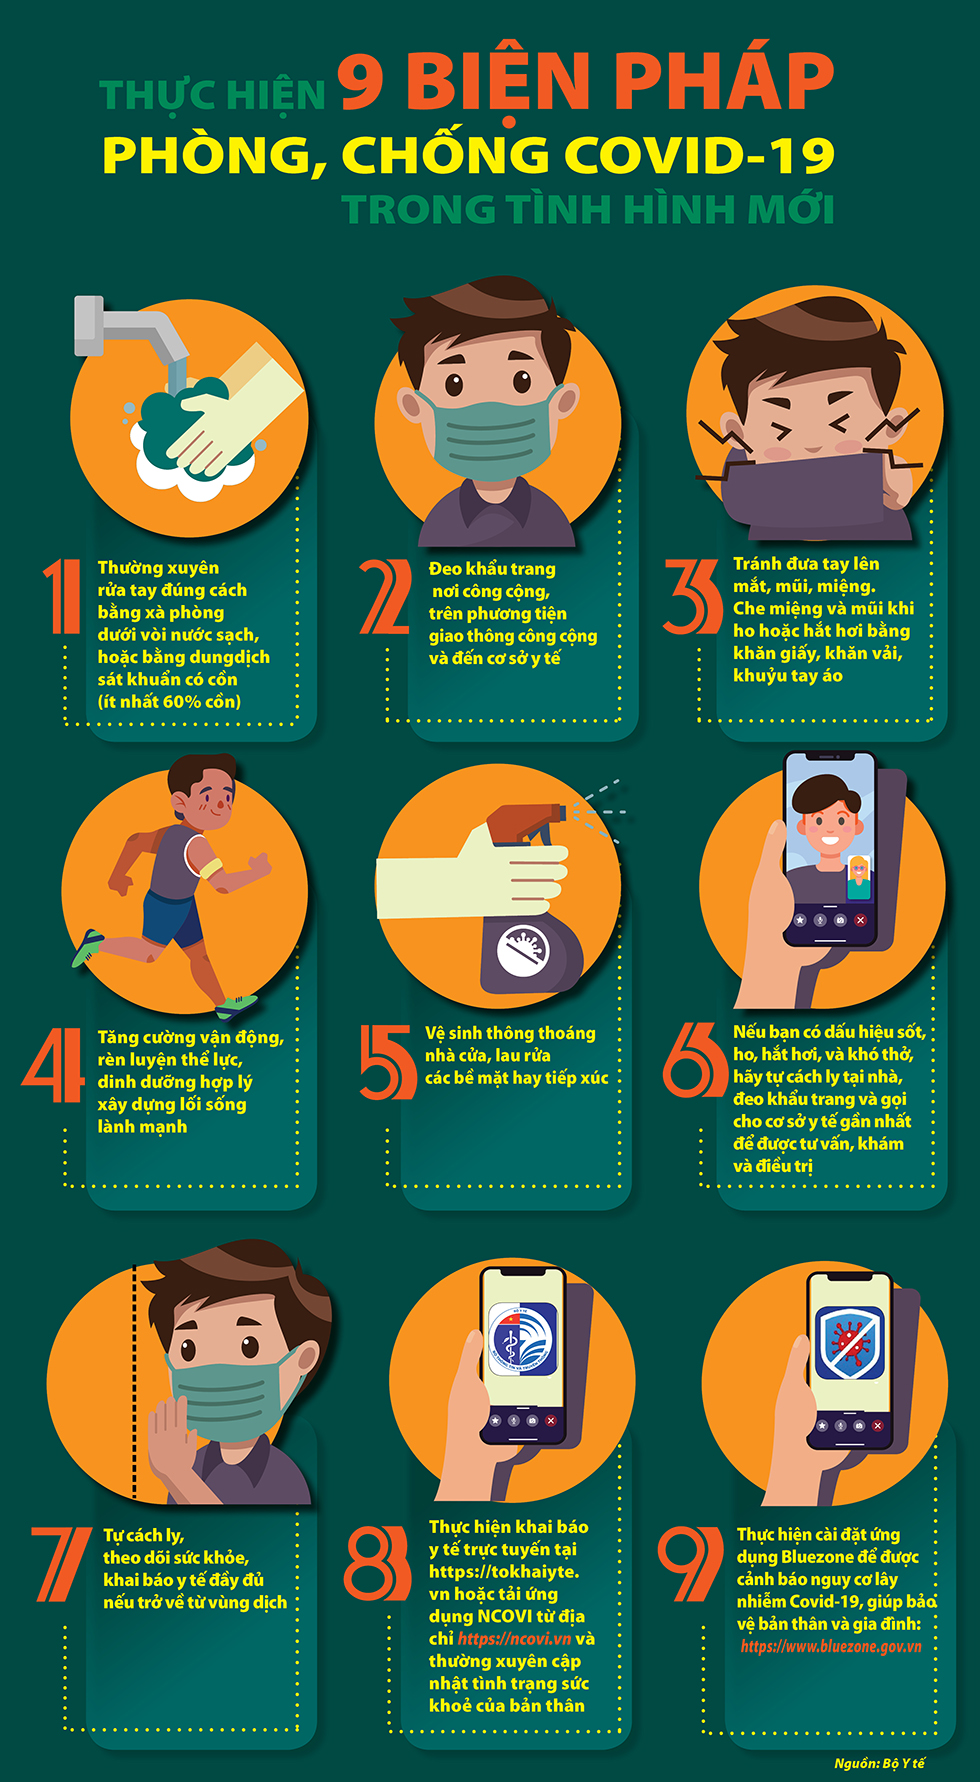 THỰC HIỆN 9 BIỆN PHÁP
PHÒNG, CHỐNG COVID-19
TRONG TÌNH HÌNH MỚI
1
Thường xuyên
rửa tay đúng cách
bằng xà phòng
dưới vòi nước sạch,
hoặc bằng dungdịch
sát khuẩn có cồn
(ít nhất 60% cồn)
2
Đeo khẩu trang
nơi công cộng,
trên phương tiện
giao thông công cộng
và đến cơ sở y tế
3
Tránh đưa tay lên
mắt, mũi, miệng.
Che miệng và mũi khi
ho hoặc hắt hơi bằng
khăn giấy, khăn vải,
khuỷu tay áo
4
Tăng cường vận động,
rèn luyện thể lực,
dinh dưỡng hợp lý
xây dựng lối sống
lành mạnh
5
Vệ sinh thông thoáng
nhà cửa, lau rửa
các bề mặt hay tiếp xúc
6
Nếu bạn có dấu hiệu sốt,
ho, hắt hơi, và khó thở,
hãy tự cách ly tại nhà,
đeo khẩu trang và gọi
cho cơ sở y tế gần nhất
để được tư vấn, khám
và điều trị
7
Tự cách ly,
theo dõi sức khỏe,
khai báo y tế đầy đủ
nếu trở về từ vùng dịch
BỘ Y TẾ
BỘ THÔNG TIN VÀ TRUYỀN THÔNG
8
Thực hiện khai báo
y tế trực tuyến tại
https://tokhaiyte.
vn hoặc tải ứng
dụng NCOVI từ địa
chỉ https://ncovi.vn và
thường xuyên cập
nhật tình trạng sức
khoẻ của bản thân
9
Thực hiện cài đặt ứng
dụng Bluezone để được
cảnh báo nguy cơ lây
nhiễm Covid-19, giúp bảo
vệ bản thân và gia đình:
https://www.bluezone.gov.vn
Nguồn: Bộ Y tế